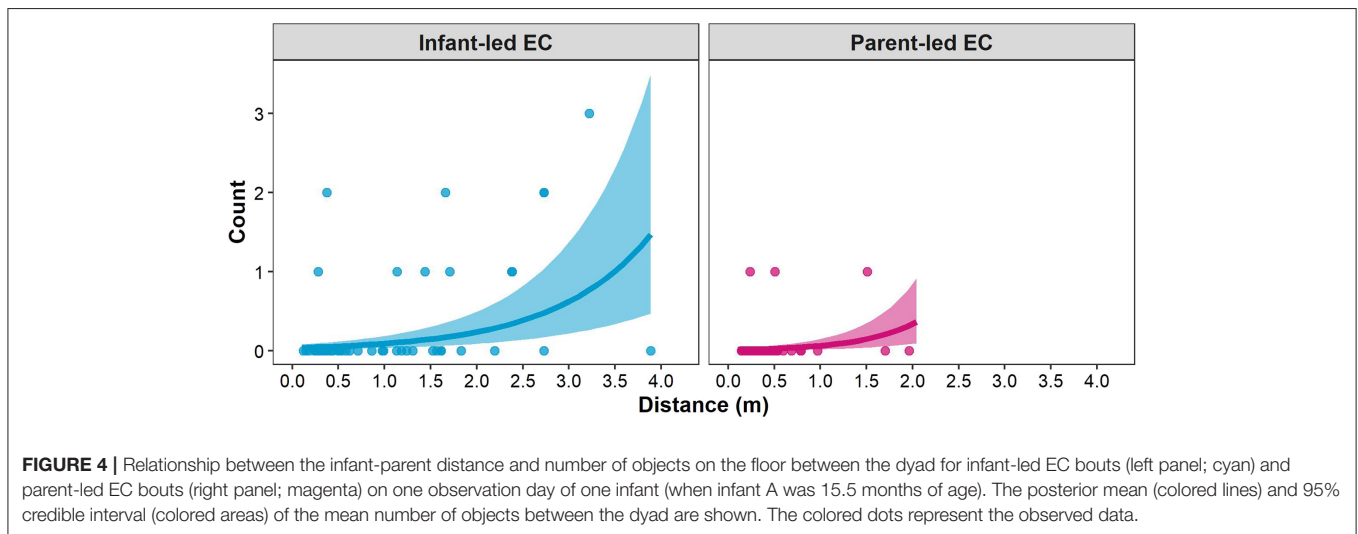 Infant-led EC
Parent-led EC
Count
3
2
1
0
0.0 0.5 1.0 1.5 2.0 2.5 3.0 3.5 4.0
0.0 0.5 1.0 1.5 2.0 2.5 3.0 3.5 4.0
Distance (m)
FIGURE 4 | Relationship between the infant-parent distance and number of objects on the floor between the dyad for infant-led EC bouts (left panel; cyan) and
parent-led EC bouts (right panel; magenta) on one observation day of one infant (when infant A was 15.5 months of age). The posterior mean (colored lines) and 95%
credible interval (colored areas) of the mean number of objects between the dyad are shown. The colored dots represent the observed data.